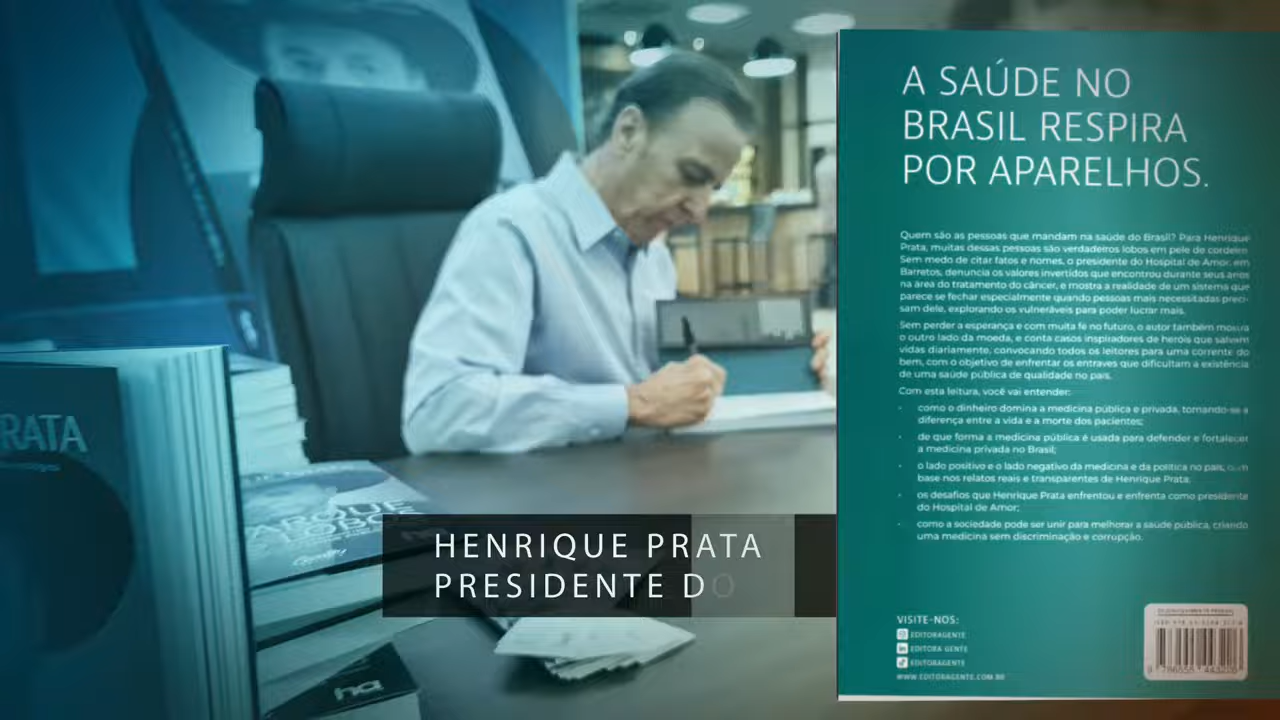 A SAÚDE NO
BRASIL RESPIRA
POR APARELHOS.
Quem são as pessoas que mandam na saúde do Brasil? Para Henrique
Prata, muitas dessas pessoas são verdadeiros lobos em pele de cordeiro.
Sem medo de citar fatos e nomes, o presidente do Hospital de Amor, em
Barretos, denuncia os valores invertidos que encontrou durante seus anos
na área do tratamento do câncer, e mostra a realidade de um sistema que
parece se fechar especialmente quando pessoas mais necessitadas preci-
sam dele, explorando os vulneráveis para poder lucrar mais.
Sem perder a esperança e com muita fé no futuro, o autor também mostra
o outro lado da moeda, e conta casos inspiradores de heróis que salvam
vidas diariamente, convocando todos os leitores para uma corrente do
bem, com o objetivo de enfrentar os entraves que dificultam a existência
de uma saúde pública de qualidade no país.
Com esta leitura, você vai entender:
• como o dinheiro domina a medicina pública e privada, tornando-se a
diferença entre a vida e a morte dos pacientes;
• de que forma a medicina pública é usada para defender e fortalecer
a medicina privada no Brasil;
• o lado positivo e o lado negativo da medicina e da política no país, com
base nos relatos reais e transparentes de Henrique Prata.
• os desafios que Henrique Prata enfrentou e enfrenta como presidente
do Hospital de Amor;
• como a sociedade pode ser unir para melhorar a saúde pública, criando
uma medicina sem discriminação e corrupção.
VISITE-NOS:
EDITORAGENTE
EDITORA GENTE
EDITORAGENTE
WWW.EDITORAGENTE.COM.BR
RATA
HENRIQUE PRATA
PRESIDENTE DO
ha